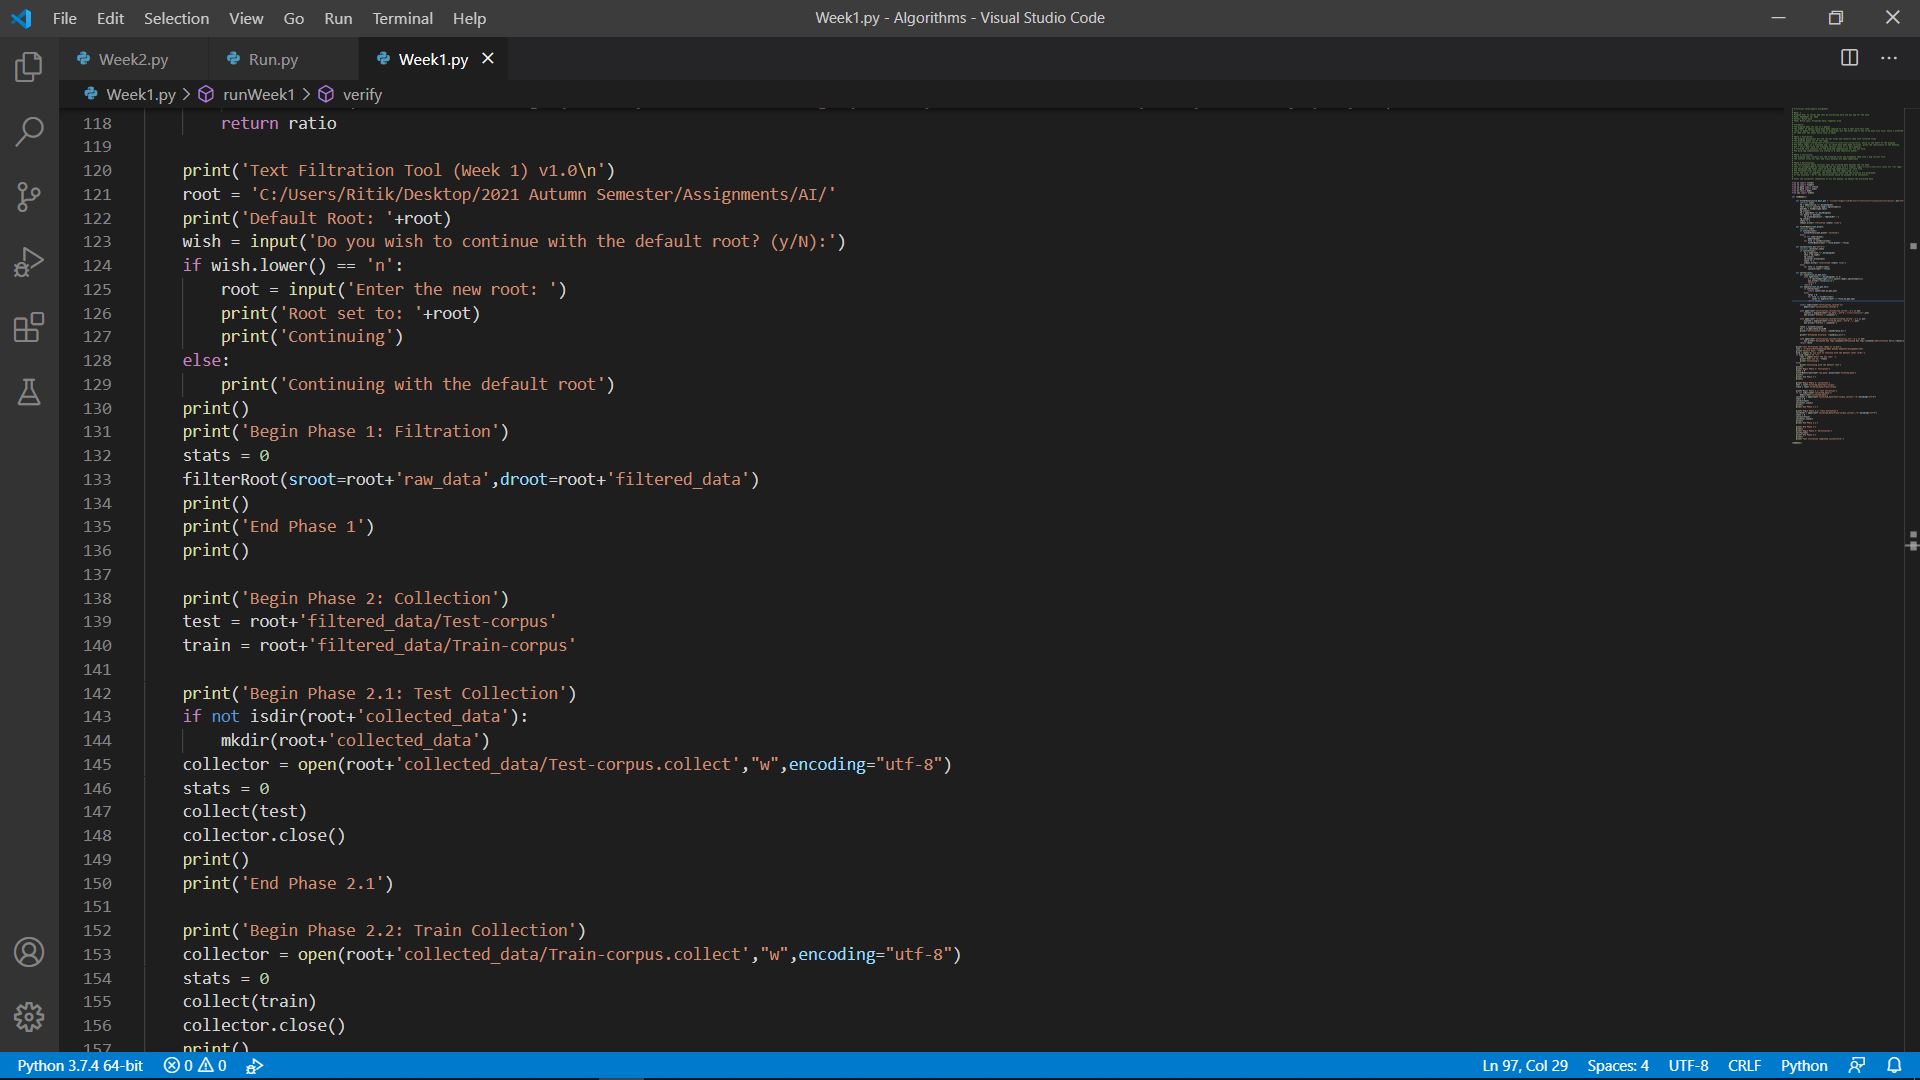 File Edit Selection View Go Run Terminal Help
Week1.py - Algorithms - Visual Studio Code
Week2.py
Run.py
Week1.py
Week1.py > runWeek1 > verify
118 return ratio
119
120 print('Text Filtration Tool (Week 1) v1.0\n')
121 root = 'C:/Users/Ritik/Desktop/2021 Autumn Semester/Assignments/AI/'
122 print('Default Root: '+root)
123 wish = input('Do you wish to continue with the default root? (y/N):')
124 if wish.lower() == 'n':
125 root = input('Enter the new root: ')
126 print('Root set to: '+root)
127 print('Continuing')
128 else:
129 print('Continuing with the default root')
130 print()
131 print('Begin Phase 1: Filtration')
132 stats = 0
133 filterRoot(sroot=root+'raw_data',droot=root+'filtered_data')
134 print()
135 print('End Phase 1')
136 print()
137
138 print('Begin Phase 2: Collection')
139 test = root+'filtered_data/Test-corpus'
140 train = root+'filtered_data/Train-corpus'
141
142 print('Begin Phase 2.1: Test Collection')
143 if not isdir(root+'collected_data'):
144 mkdir(root+'collected_data')
145 collector = open(root+'collected_data/Test-corpus.collect',"w",encoding="utf-8")
146 stats = 0
147 collect(test)
148 collector.close()
149 print()
150 print('End Phase 2.1')
151
152 print('Begin Phase 2.2: Train Collection')
153 collector = open(root+'collected_data/Train-corpus.collect',"w",encoding="utf-8")
154 stats = 0
155 collect(train)
156 collector.close()
157 print()
Python 3.7.4 64-bit 0 0 Ln 97, Col 29 Spaces: 4 UTF-8 CRLF Python